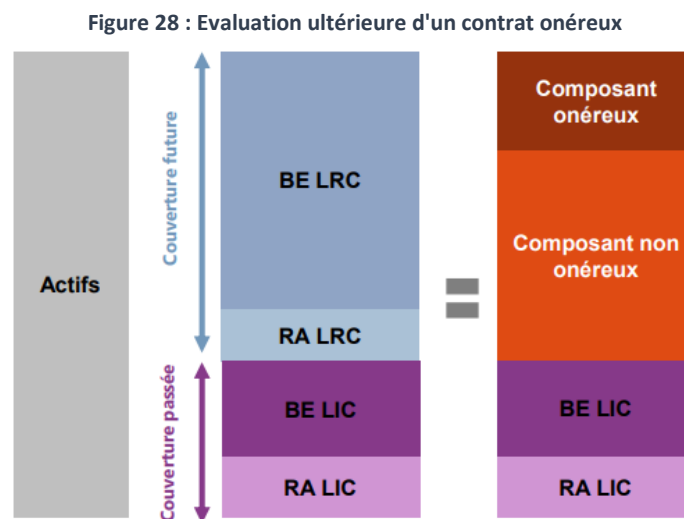 Figure 28 : Evaluation ultérieure d'un contrat onéreux
Actifs
Couverture future
Couverture passée
BE LRC
RA LRC
BE LIC
RA LIC
Composant
onéreux
Composant non
onéreux
BE LIC
RA LIC